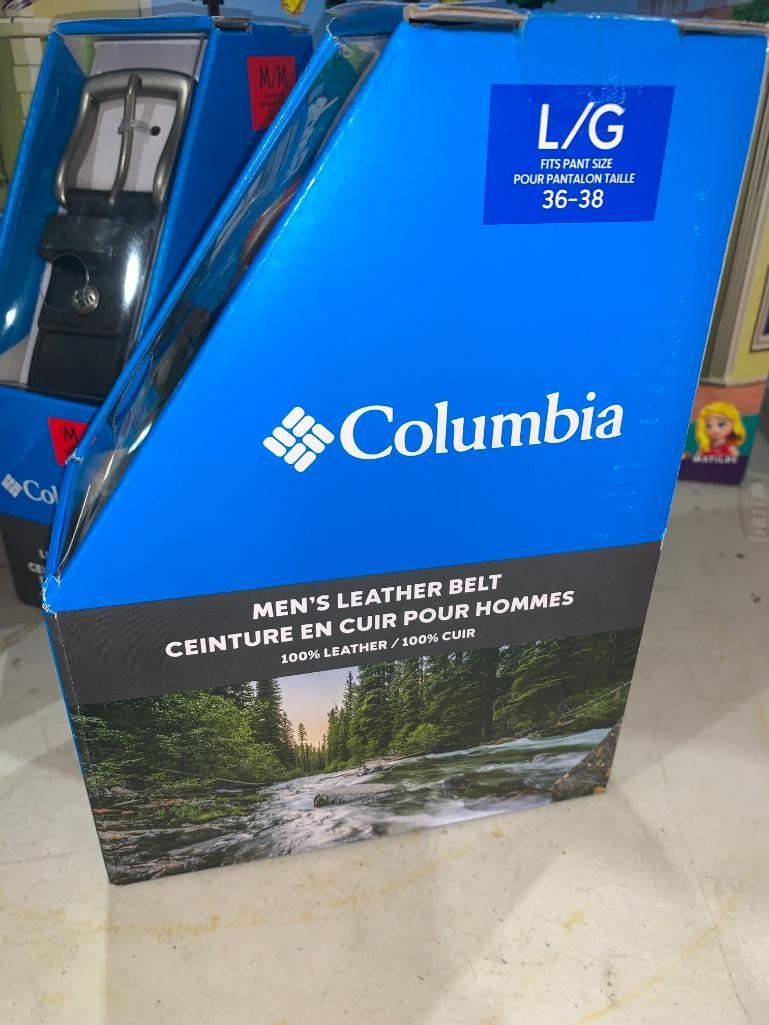 L/G
FITS PANT SIZE
POUR PANTALON TAILLE
36-38
Columbia
MEN'S LEATHER BELT
CEINTURE EN CUIR POUR HOMMES
100% LEATHER / 100% CUIR
M/M
M
Col